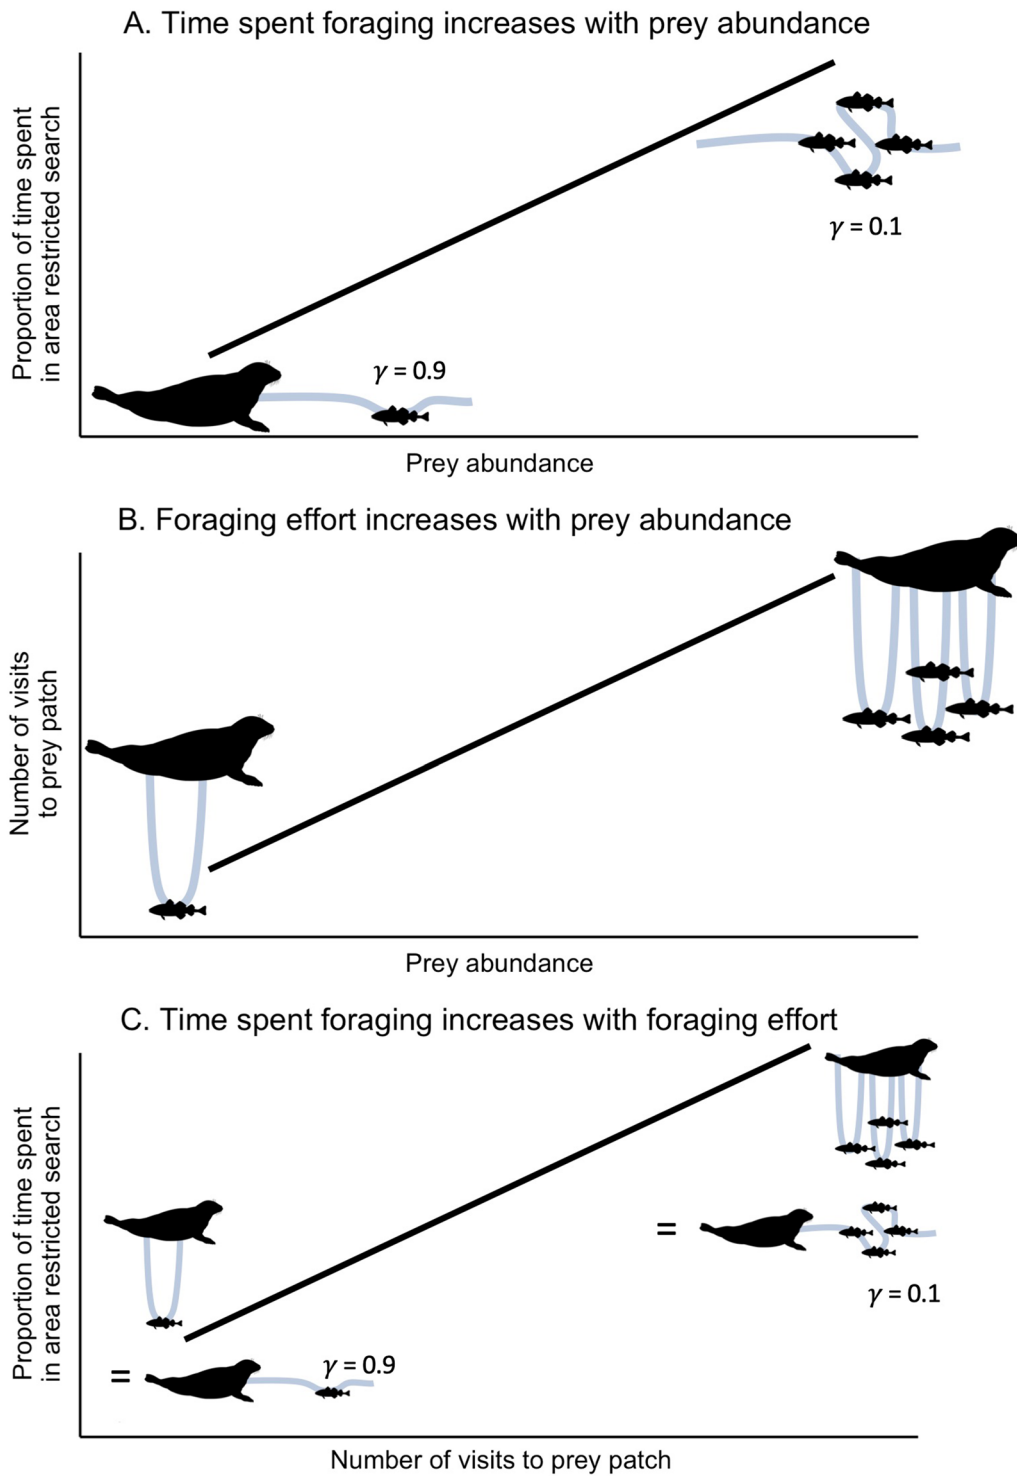 A. Time spent foraging increases with prey abundance
Proportion of time spent
in area restricted search
γ = 0.1
γ = 0.9
Prey abundance
B. Foraging effort increases with prey abundance
Number of visits
to prey patch
Prey abundance
C. Time spent foraging increases with foraging effort
Proportion of time spent
in area restricted search
=
γ = 0.1
= γ = 0.9
Number of visits to prey patch